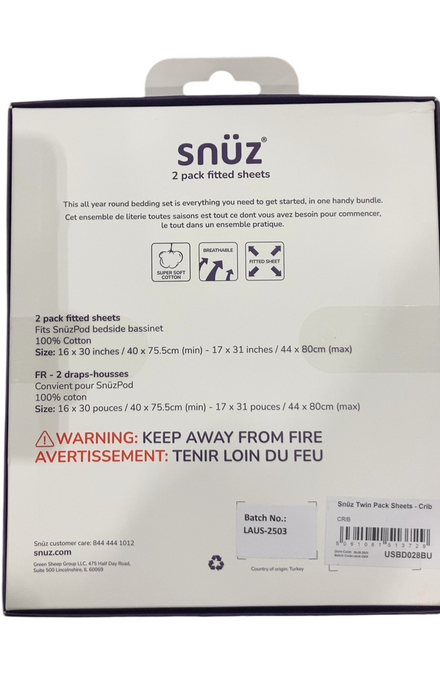 snüz®
2 pack fitted sheets
This all year round bedding set is everything you need to get started, in one handy bundle.
Cet ensemble de literie toutes saisons est tout ce dont vous avez besoin pour commencer,
le tout dans un ensemble pratique.
SUPER SOFT
COTTON
BREATHABLE
FITTED SHEET
2 pack fitted sheets
Fits SnüzPod bedside bassinet
100% Cotton
Size: 16 x 30 inches / 40 x 75.5cm (min) - 17 x 31 inches / 44 x 80cm (max)
FR - 2 draps-housses
Convient pour SnüzPod
100% coton
Size: 16 x 30 pouces / 40 x 75.5cm (min) - 17 x 31 pouces / 44 x 80cm (max)
WARNING: KEEP AWAY FROM FIRE
AVERTISSEMENT: TENIR LOIN DU FEU
Snüz customer care: 844 444 1012
snuz.com
Green Sheep Group LLC, 475 Half Day Road,
Suite 500 Lincolnshire, IL 60069
Batch No.:
LAUS-2503
Country of origin: Turkey
Snüz Twin Pack Sheets - Crib
CRIB
USBD028BU